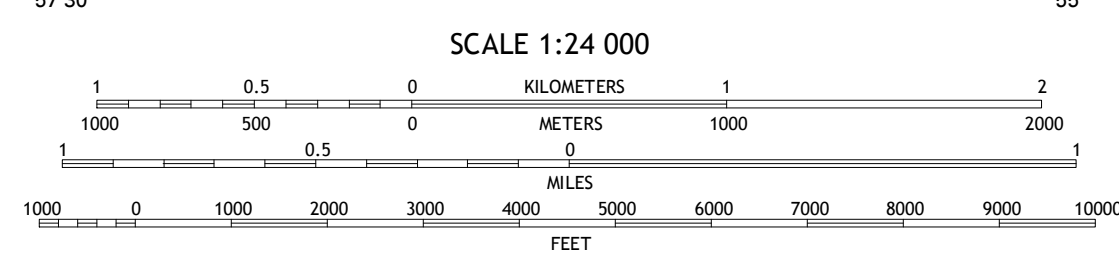 57'30"
55'
SCALE 1:24 000
1 0.5 0 KILOMETERS 1 2
1000 500 0 METERS 1000 2000
1 0.5 0 1
MILES
1000 0 1000 2000 3000 4000 5000 6000 7000 8000 9000 10000
FEET